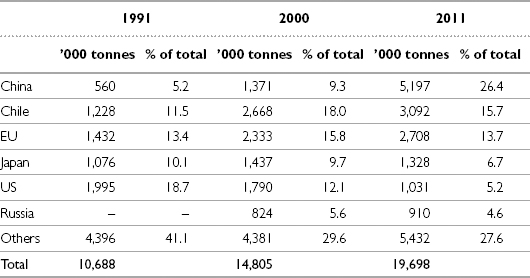 1991 2000 2011
’000 tonnes % of total ’000 tonnes % of total ’000 tonnes % of total
China 560 5.2 1,371 9.3 5,197 26.4
Chile 1,228 11.5 2,668 18.0 3,092 15.7
EU 1,432 13.4 2,333 15.8 2,708 13.7
Japan 1,076 10.1 1,437 9.7 1,328 6.7
US 1,995 18.7 1,790 12.1 1,031 5.2
Russia – – 824 5.6 910 4.6
Others 4,396 41.1 4,381 29.6 5,432 27.6
Total 10,688 14,805 19,698